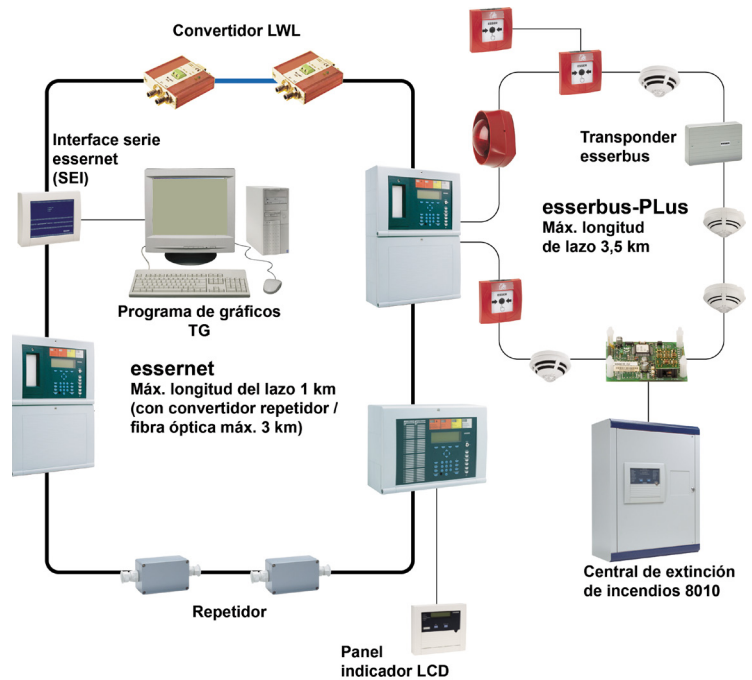 Convertidor LWL
Interface serie
essernet
(SEI)
Transponder
esserbus
esserbus-PLus
Máx. longitud
de lazo 3,5 km
Programa de gráficos
TG
essernet
Máx. longitud del lazo 1 km
(con convertidor repetidor /
fibra óptica máx. 3 km)
Repetidor
Central de extinción
de incendios 8010
Panel
indicador LCD